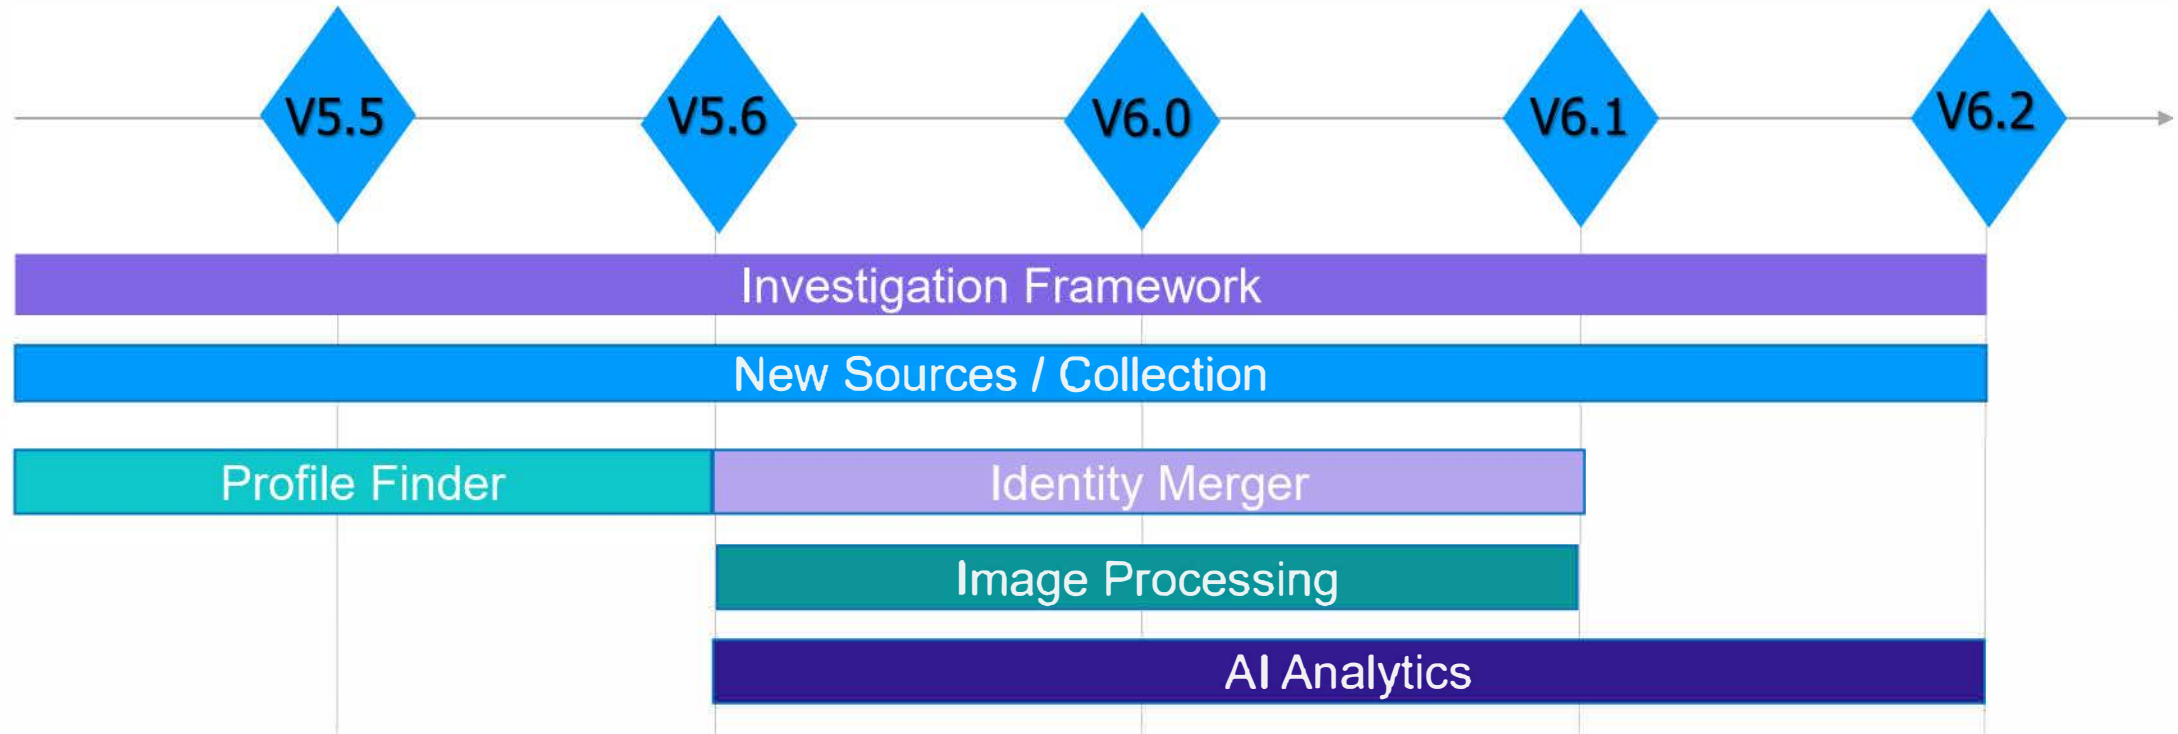 V5.5
V5.6
V6.0
V6.1
V6.2
Investigation Framework
New Sources / Collection
Profile Finder
Identity Merger
Image Processing
AI Analytics